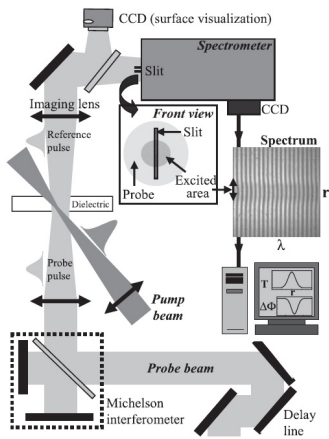 CCD (surface visualization)
Spectrometer
Slit
CCD
Imaging lens
Front view
Slit
Probe
Excited
area
Spectrum
r
λ
Reference
pulse
Dielectric
Probe
pulse
Pump
beam
T
r
ΔΦ
Probe beam
Michelson
interferometer
Delay
line